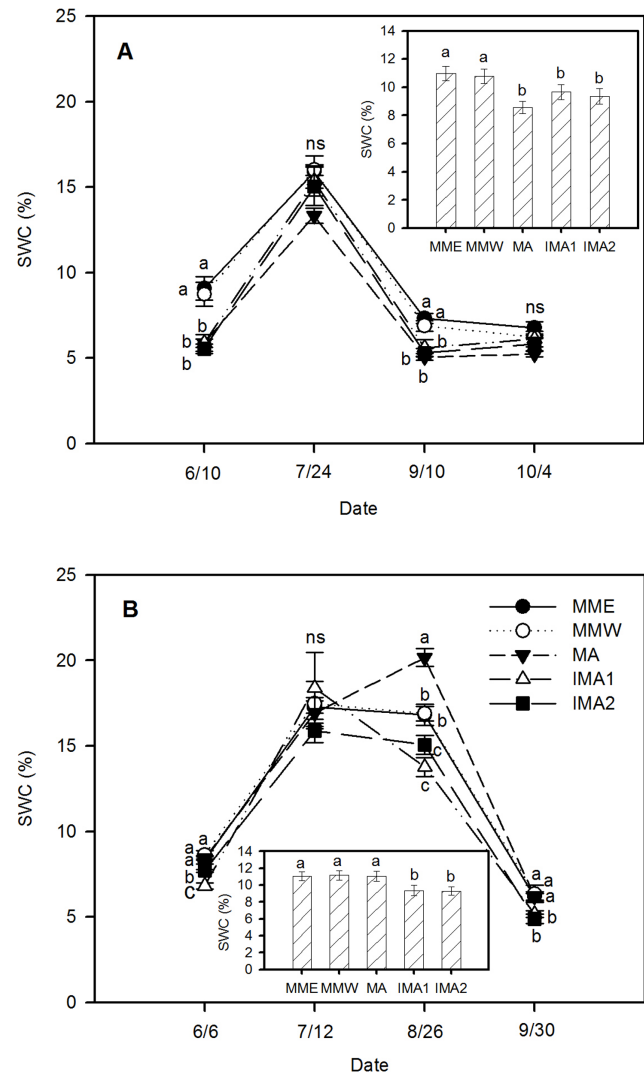 A
25
20
15
10
5
0
SWC (%)
6/10
7/24
9/10
10/4
Date
a
a
b
b
b
ns
a
a
b
b
b
ns
14
12
10
8
6
4
2
0
SWC (%)
a
a
b
b
b
MME MMW MA IMA1 IMA2
B
25
20
15
10
5
0
SWC (%)
6/6
7/12
8/26
9/30
Date
MME
MMW
MA
IMA1
IMA2
a
a
a
b
c
ns
a
b
b
c
c
a
a
a
b
b
14
12
10
8
6
4
2
0
SWC (%)
a
a
a
b
b
MME MMW MA IMA1 IMA2